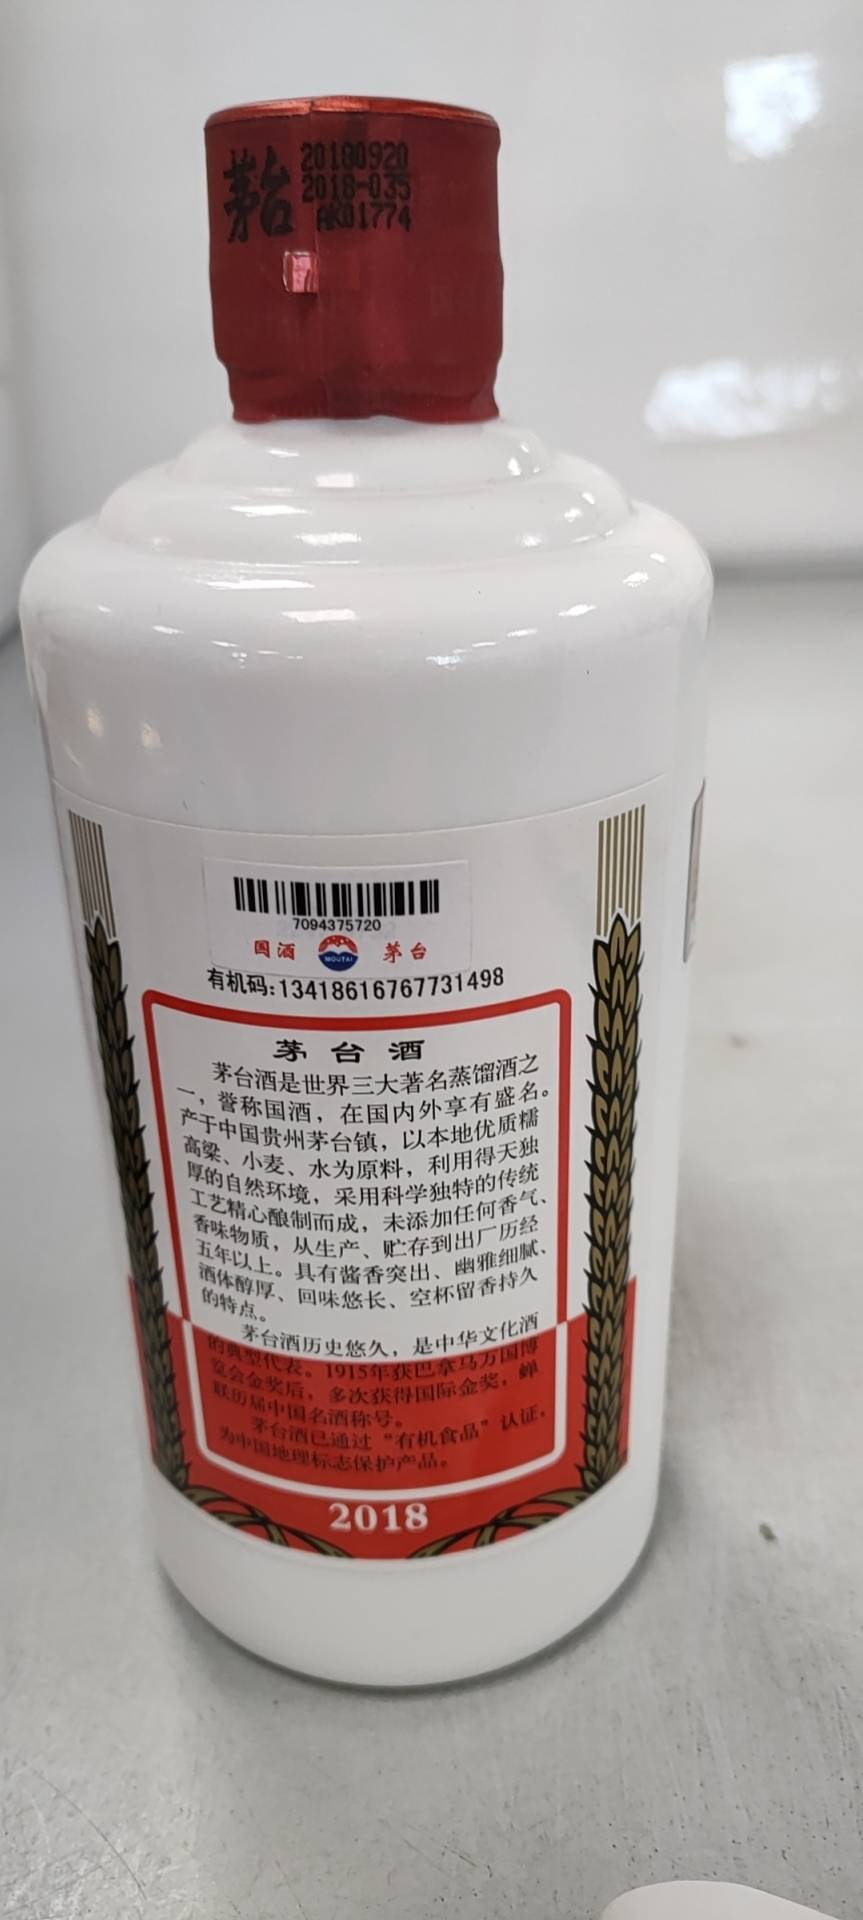 茅台
20180920
2018-035
AK01774
7094375720
国酒 MOUTAI 茅台
有机码:13418616767731498
茅台酒
茅台酒是世界三大著名蒸馏酒之
一，誉称国酒，在国内外享有盛名。
产于中国贵州茅台镇，以本地优质糯
高粱、小麦、水为原料，利用得天独
厚的自然环境，采用科学独特的传统
工艺精心酿制而成，未添加任何香气、
香味物质，从生产、贮存到出厂历经
五年以上。具有酱香突出、幽雅细腻、
酒体醇厚、回味悠长、空杯留香持久
的特点。
茅台酒历史悠久，是中华文化酒
的典型代表。1915年获巴拿马万国博
览会金奖后，多次获得国际金奖，蝉
联历届中国名酒称号。
茅台酒已通过“有机食品”认证，
为中国地理标志保护产品。
2018